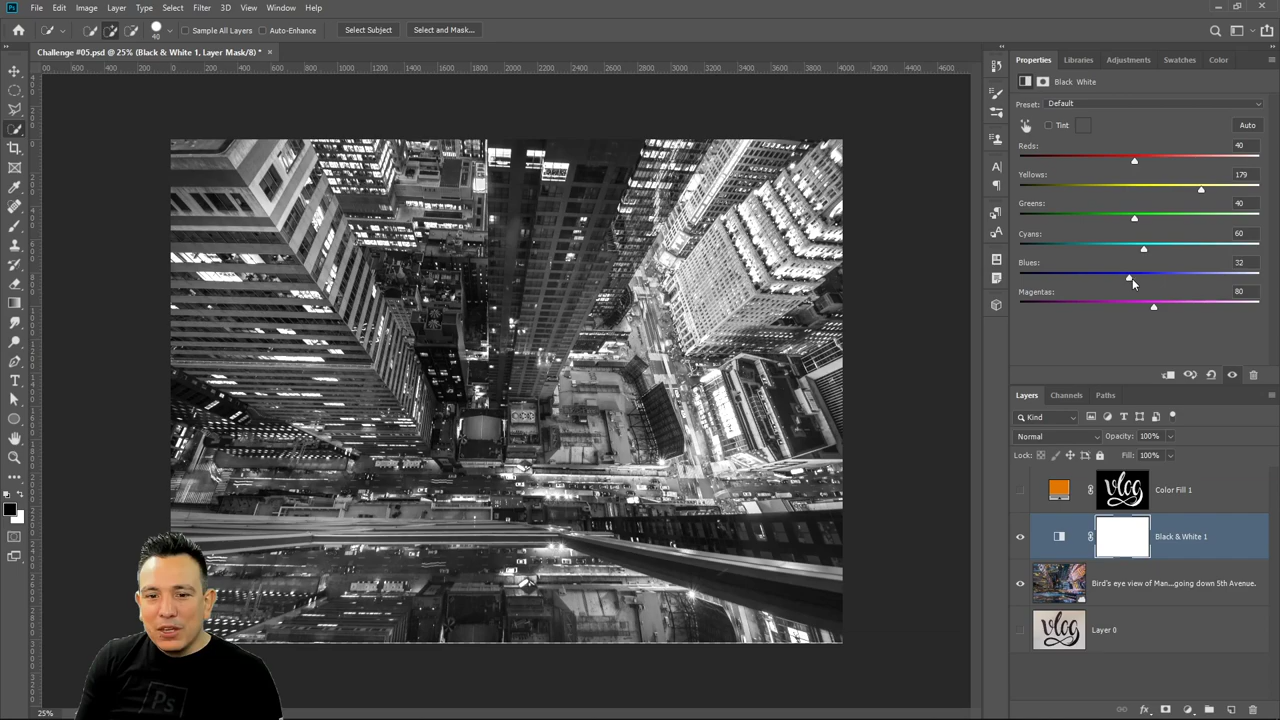 Ps File Edit Image Layer Type Select Filter 3D View Window Help
40 Sample All Layers Auto-Enhance Select Subject Select and Mask...
Challenge #05.psd @ 25% (Black & White 1, Layer Mask/8) * ×
Properties Libraries Adjustments Swatches Color
Black White
Preset: Default
Tint Auto
Reds: 40
Yellows: 179
Greens: 40
Cyans: 60
Blues: 32
Magentas: 80
Layers Channels Paths
Kind
Normal Opacity: 100%
Lock: Fill: 100%
vlog Color Fill 1
Black & White 1
Bird's eye view of Man...going down 5th Avenue.
vlog Layer 0
Ps
25%
fx